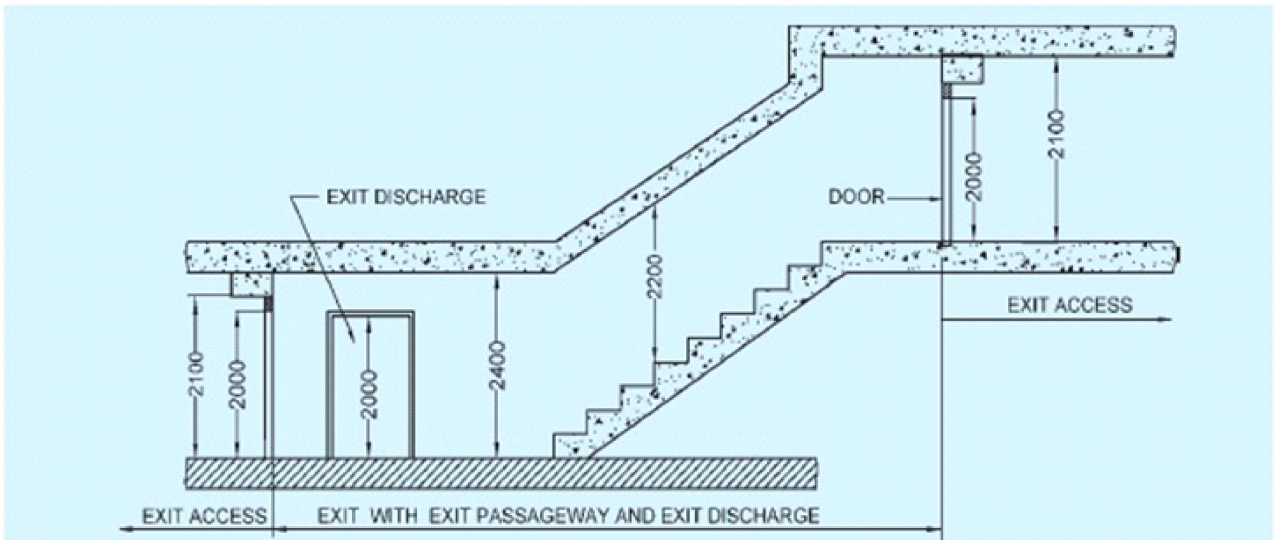 EXIT DISCHARGE
DOOR
2000
2100
2200
EXIT ACCESS
2100
2000
2000
2400
EXIT ACCESS
EXIT WITH EXIT PASSAGEWAY AND EXIT DISCHARGE